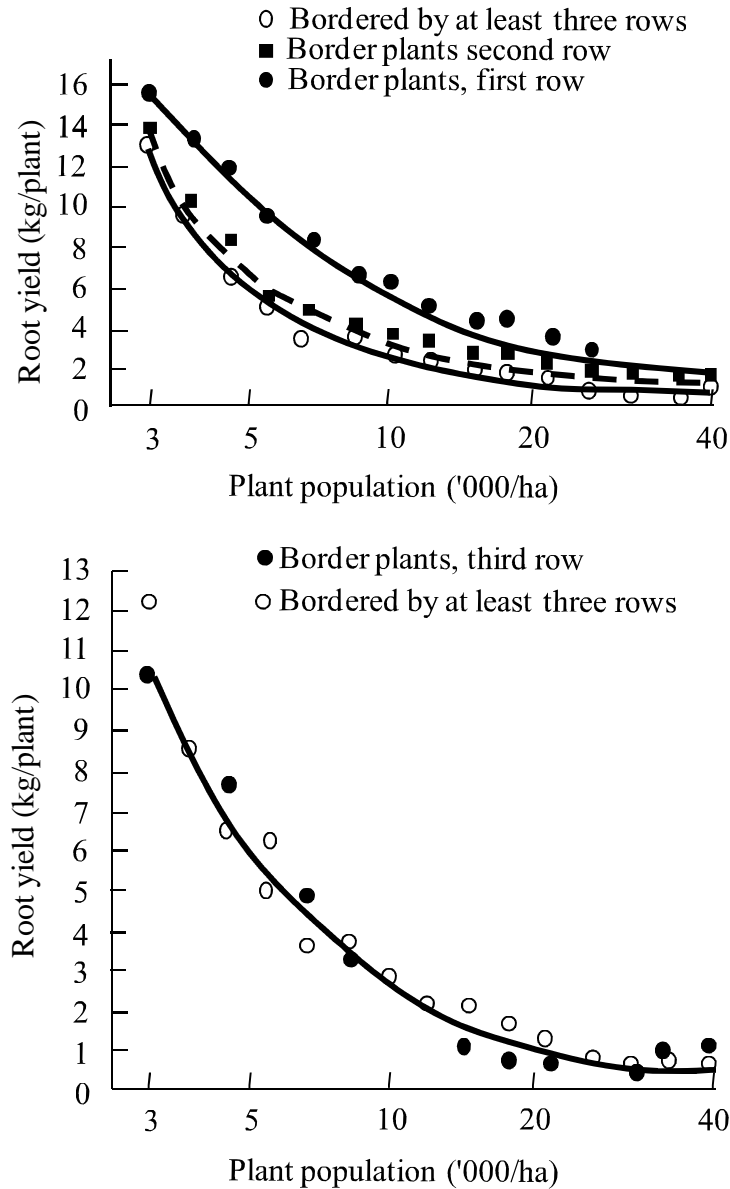 Bordered by at least three rows
Border plants second row
Border plants, first row
16
14
12
10
8
6
4
2
0
Root yield (kg/plant)
3 5 10 20 40
Plant population ('000/ha)
Border plants, third row
Bordered by at least three rows
13
12
11
10
9
8
7
6
5
4
3
2
1
0
Root yield (kg/plant)
3 5 10 20 40
Plant population ('000/ha)